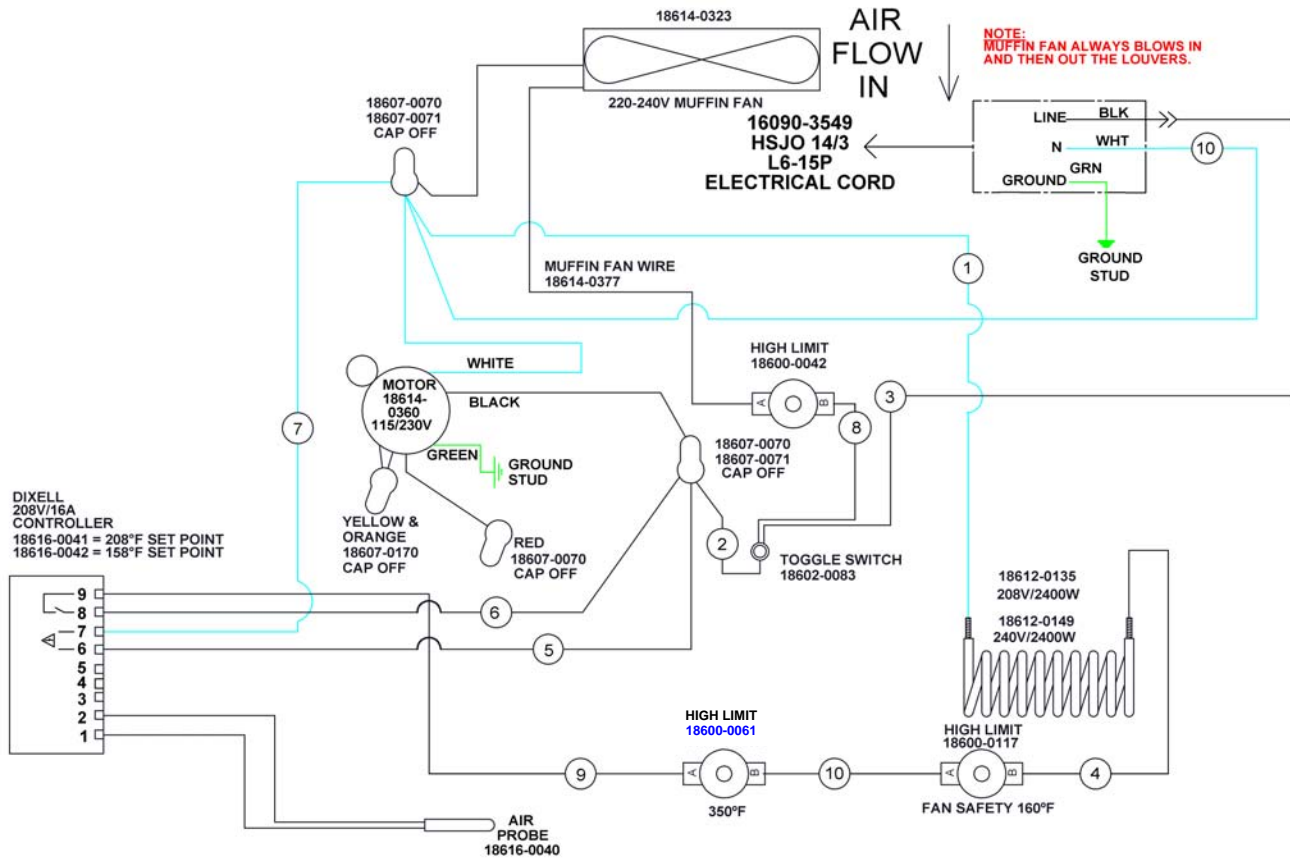 18614-0323
AIR
FLOW
IN
NOTE:
MUFFIN FAN ALWAYS BLOWS IN
AND THEN OUT THE LOUVERS.
220-240V MUFFIN FAN
18607-0070
18607-0071
CAP OFF
16090-3549
HSJO 14/3
L6-15P
ELECTRICAL CORD
LINE
BLK
N
WHT
10
GRN
GROUND
GROUND
STUD
1
MUFFIN FAN WIRE
18614-0377
HIGH LIMIT
18600-0042
A
B
3
8
WHITE
MOTOR
18614-
0360
115/230V
BLACK
GREEN
GROUND
STUD
7
18607-0070
18607-0071
CAP OFF
2
TOGGLE SWITCH
18602-0083
YELLOW &
ORANGE
18607-0170
CAP OFF
RED
18607-0070
CAP OFF
DIXELL
208V/16A
CONTROLLER
18616-0041 = 208°F SET POINT
18616-0042 = 158°F SET POINT
9
8
7
6
5
4
3
2
1
6
5
18612-0135
208V/2400W
18612-0149
240V/2400W
HIGH LIMIT
18600-0061
A
B
350°F
9
10
HIGH LIMIT
18600-0117
A
B
FAN SAFETY 160°F
4
AIR
PROBE
18616-0040